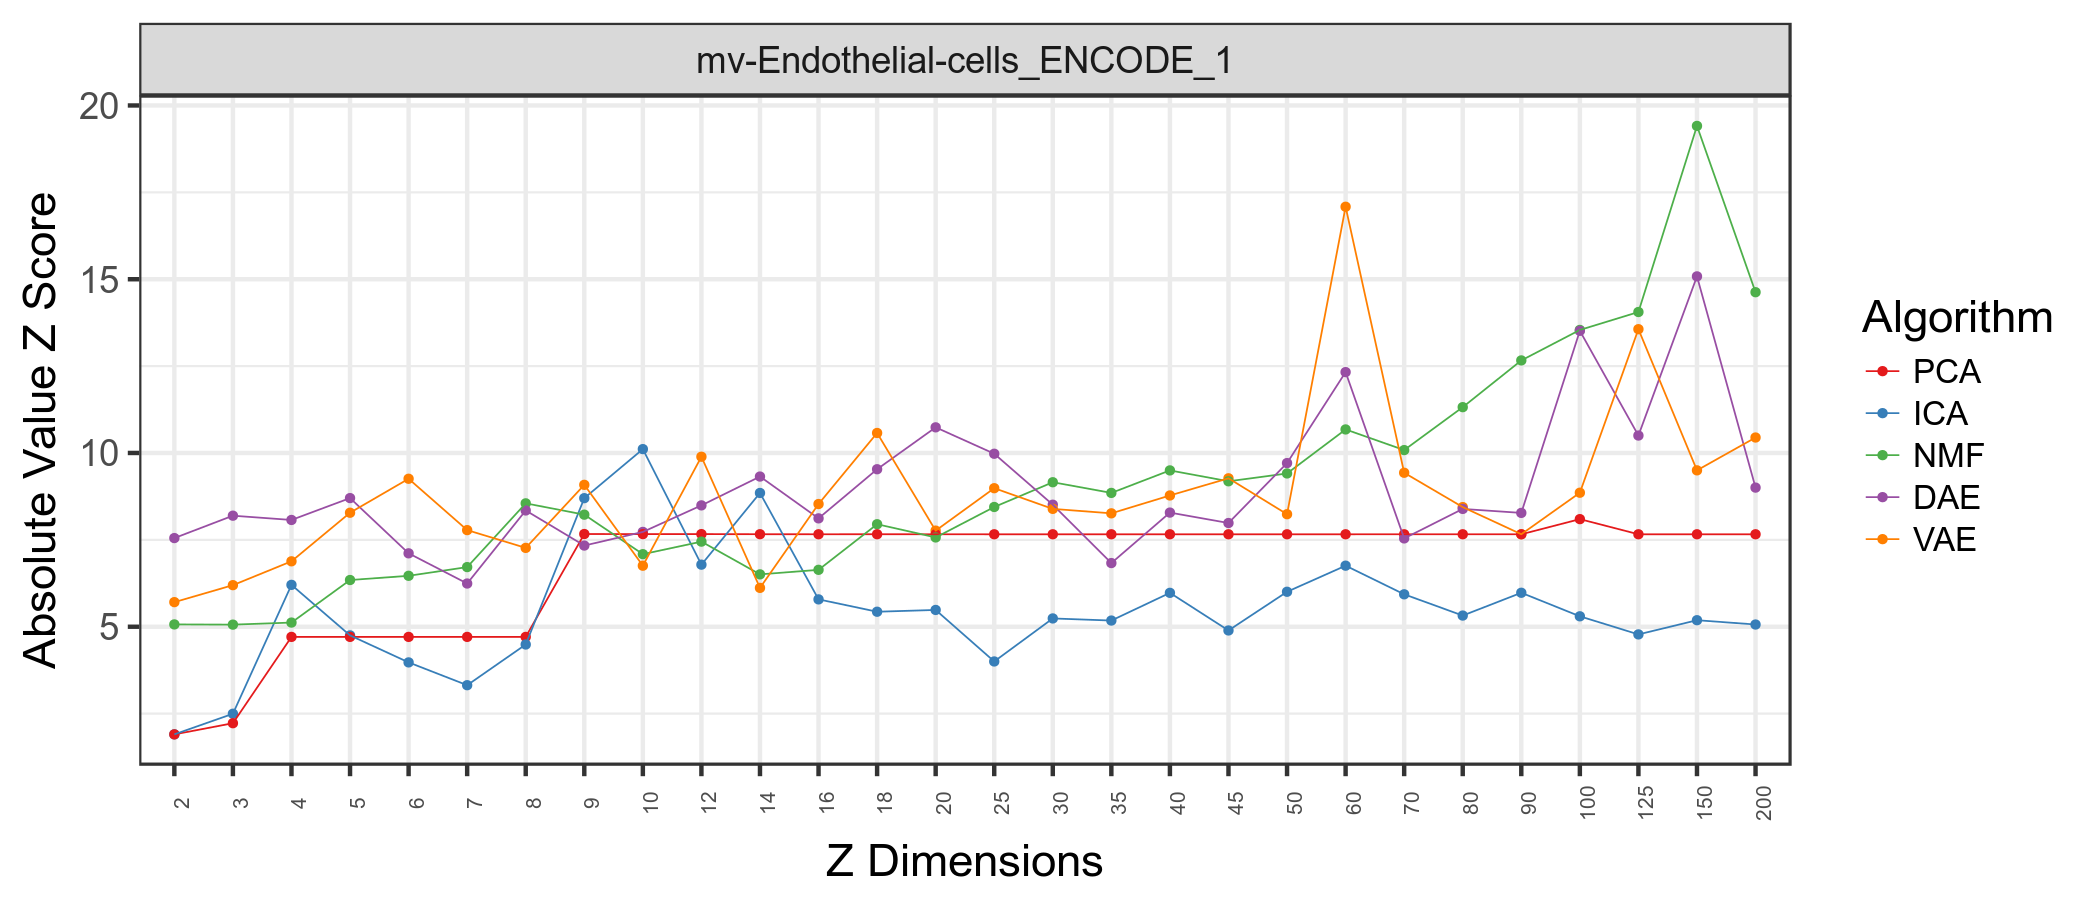 mv-Endothelial-cells_ENCODE_1
Absolute Value Z Score
20
15
10
5
2 3 4 5 6 7 8 9 10 12 14 16 18 20 25 30 35 40 45 50 60 70 80 90 100 125 150 200
Z Dimensions
Algorithm
PCA
ICA
NMF
DAE
VAE